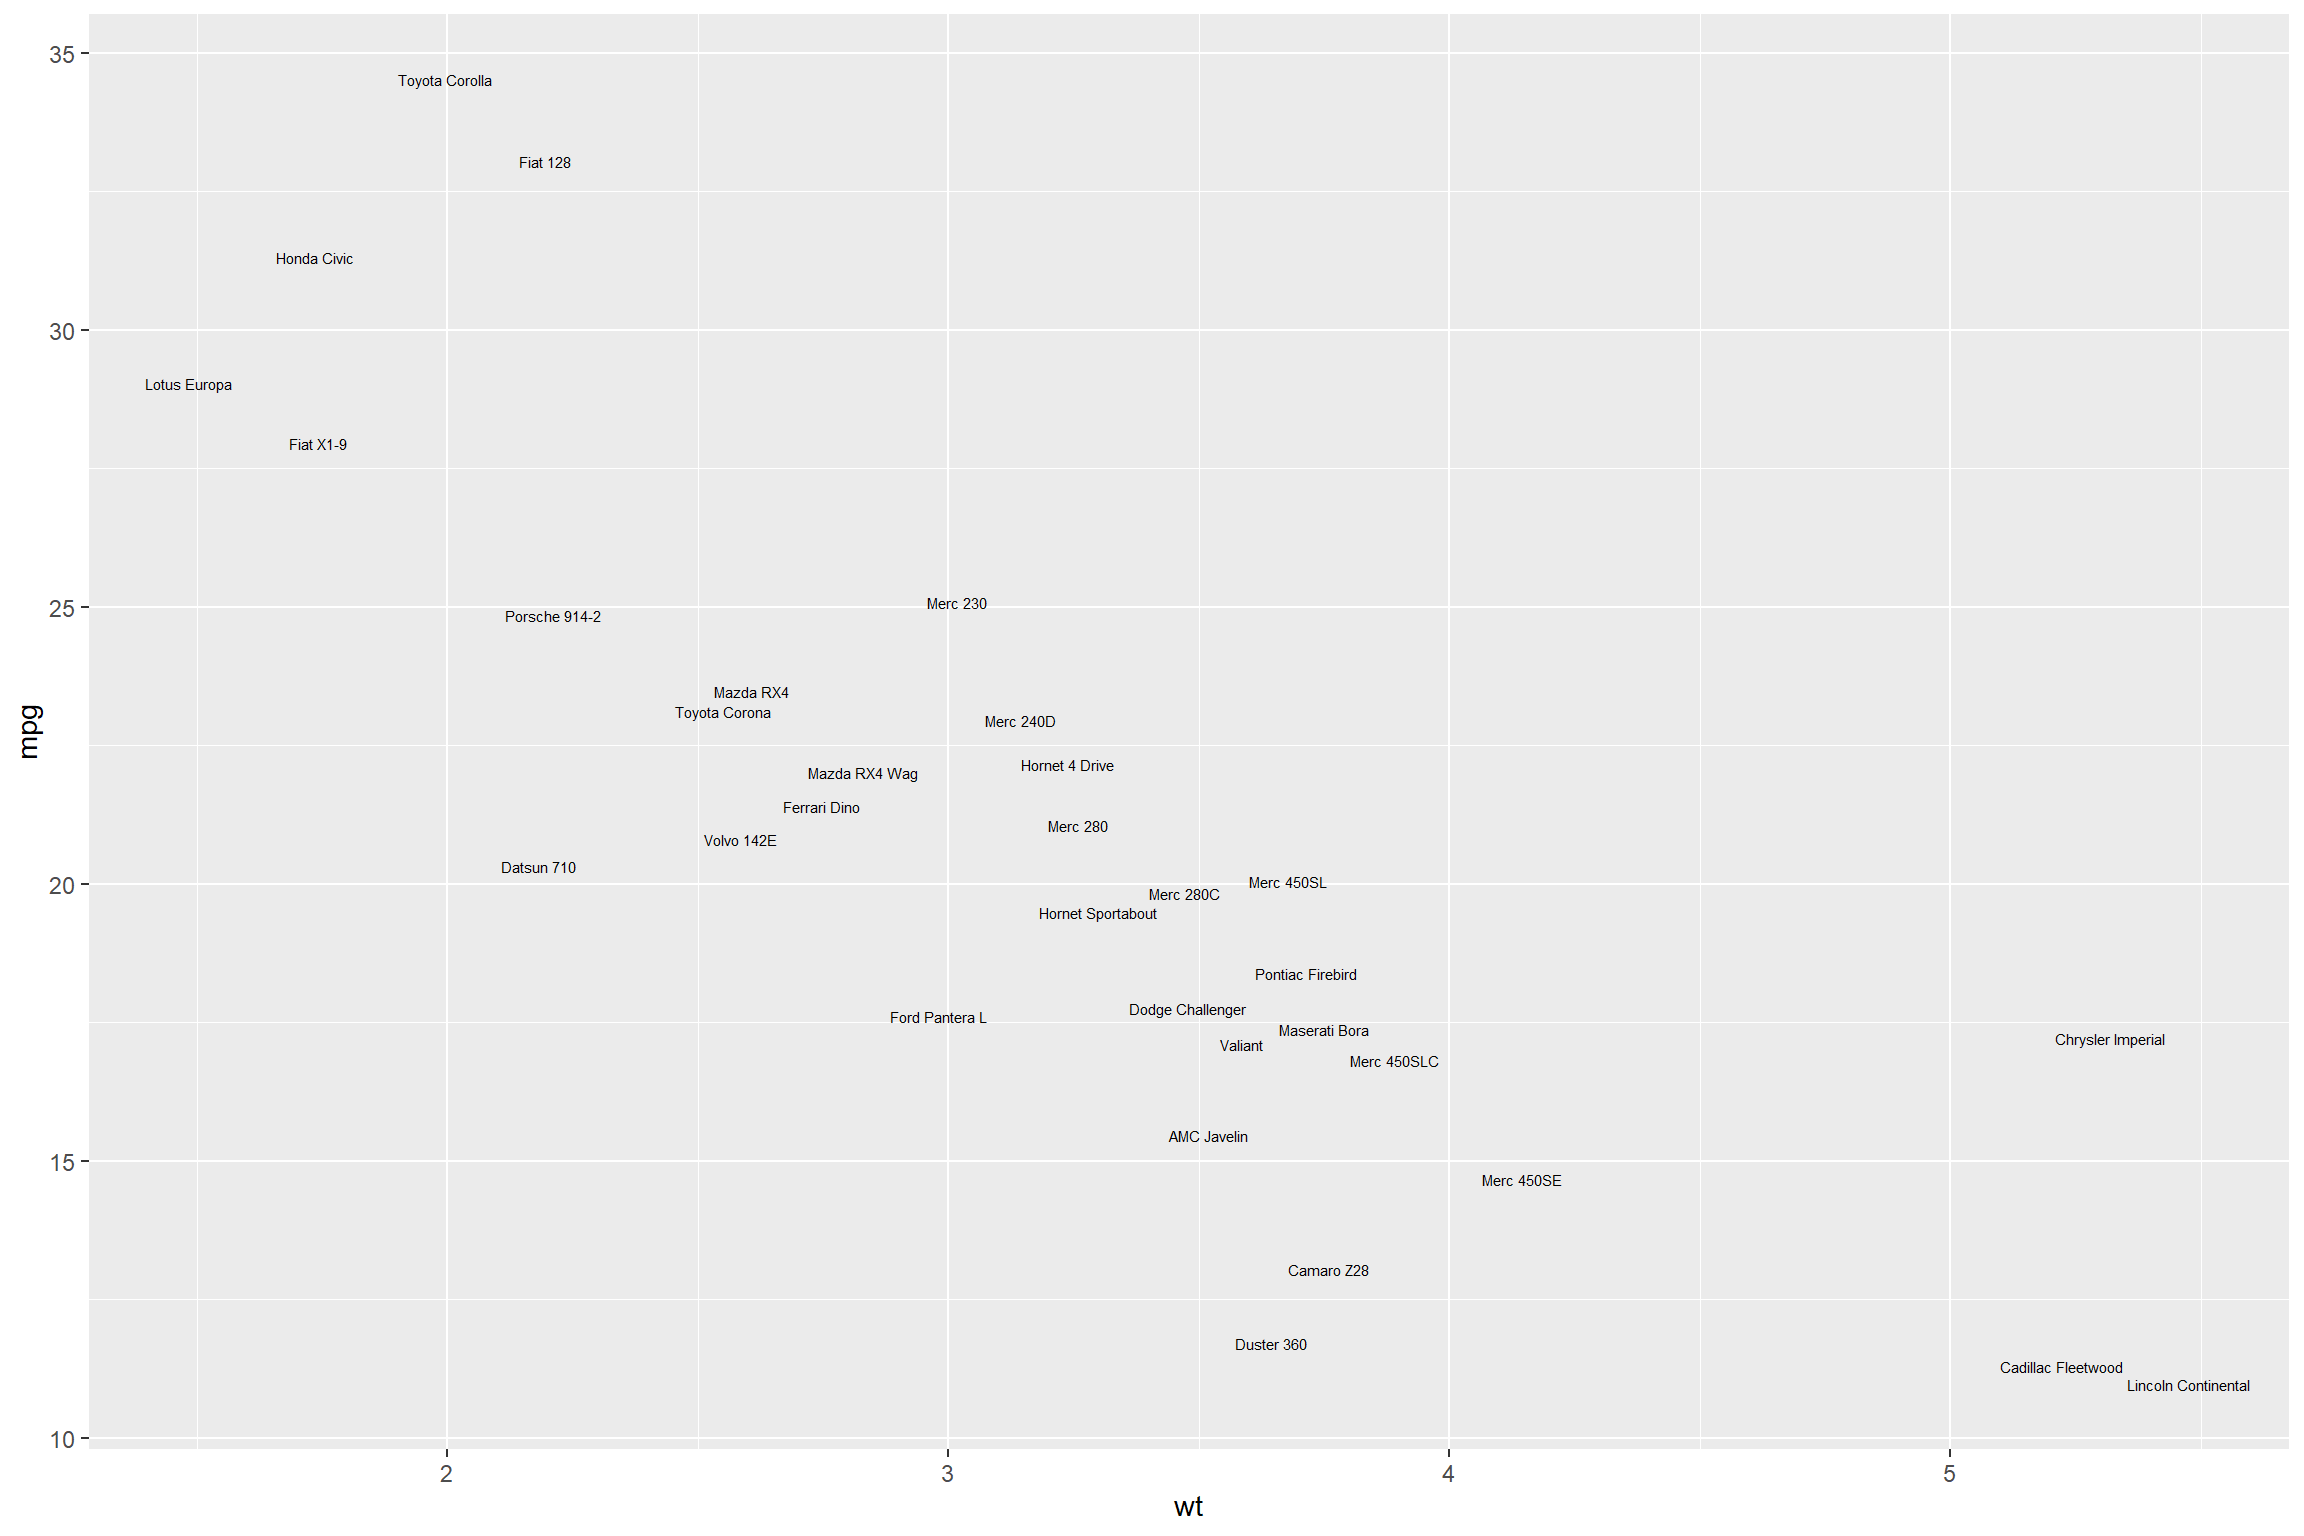 35
Toyota Corolla
Fiat 128
Honda Civic
30
Lotus Europa
Fiat X1-9
25
Merc 230
Porsche 914-2
Mazda RX4
Toyota Corona
Merc 240D
mpg
Hornet 4 Drive
Mazda RX4 Wag
Ferrari Dino
Merc 280
Volvo 142E
Datsun 710
20
Merc 450SL
Merc 280C
Hornet Sportabout
Pontiac Firebird
Dodge Challenger
Ford Pantera L
Maserati Bora
Chrysler Imperial
Valiant
Merc 450SLC
AMC Javelin
15
Merc 450SE
Camaro Z28
Duster 360
Cadillac Fleetwood
Lincoln Continental
10
2 3 4 5
wt